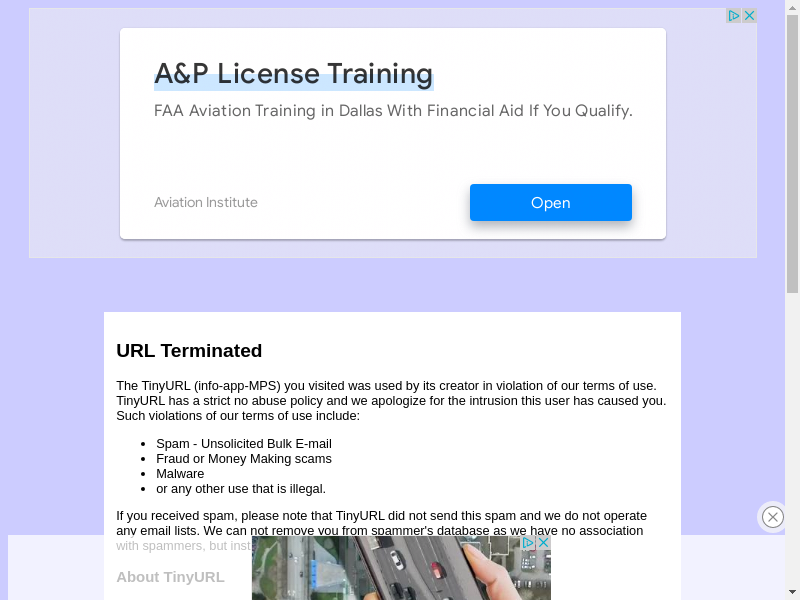 A&P License Training
FAA Aviation Training in Dallas With Financial Aid If You Qualify.
Aviation Institute
Open
URL Terminated
The TinyURL (info-app-MPS) you visited was used by its creator in violation of our terms of use.
TinyURL has a strict no abuse policy and we apologize for the intrusion this user has caused you.
Such violations of our terms of use include:
Spam - Unsolicited Bulk E-mail
Fraud or Money Making scams
Malware
or any other use that is illegal.
If you received spam, please note that TinyURL did not send this spam and we do not operate
any email lists. We can not remove you from spammer's database as we have no association
with spammers, but
About TinyURL